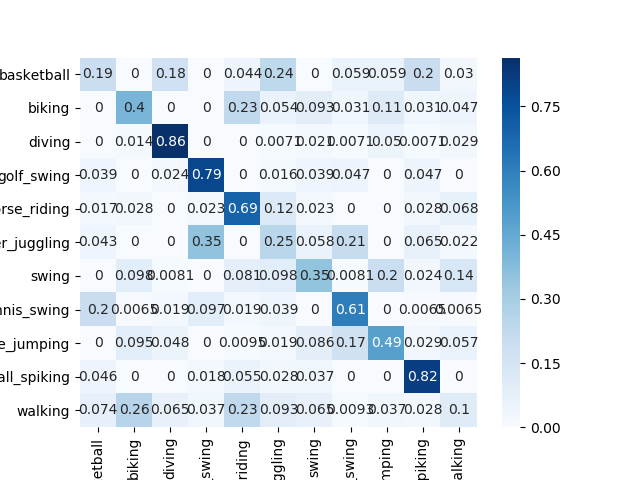 basketball 0.19 0 0.18 0 0.044 0.24 0 0.059 0.059 0.2 0.03
biking 0 0.4 0 0 0.23 0.054 0.093 0.031 0.11 0.031 0.047
diving 0 0.014 0.86 0 0 0.0071 0.021 0.0071 0.05 0.0071 0.029
golf_swing 0.039 0 0.024 0.79 0 0.016 0.039 0.047 0 0.047 0
rse_riding 0.017 0.028 0 0.023 0.69 0.12 0.023 0 0 0.028 0.068
er_juggling 0.043 0 0 0.35 0 0.25 0.058 0.21 0 0.065 0.022
swing 0 0.098 0.0081 0 0.081 0.098 0.35 0.0081 0.2 0.024 0.14
nnis_swing 0.2 0.0065 0.019 0.097 0.019 0.039 0 0.61 0 0.0065 0.0065
e_jumping 0 0.095 0.048 0 0.0095 0.019 0.086 0.17 0.49 0.029 0.057
all_spiking 0.046 0 0 0.018 0.055 0.028 0.037 0 0 0.82 0
walking 0.074 0.26 0.065 0.037 0.23 0.093 0.065 0.0093 0.037 0.028 0.1
etball biking diving _swing riding ggling swing _swing mping piking alking
0.75
0.60
0.45
0.30
0.15
0.00